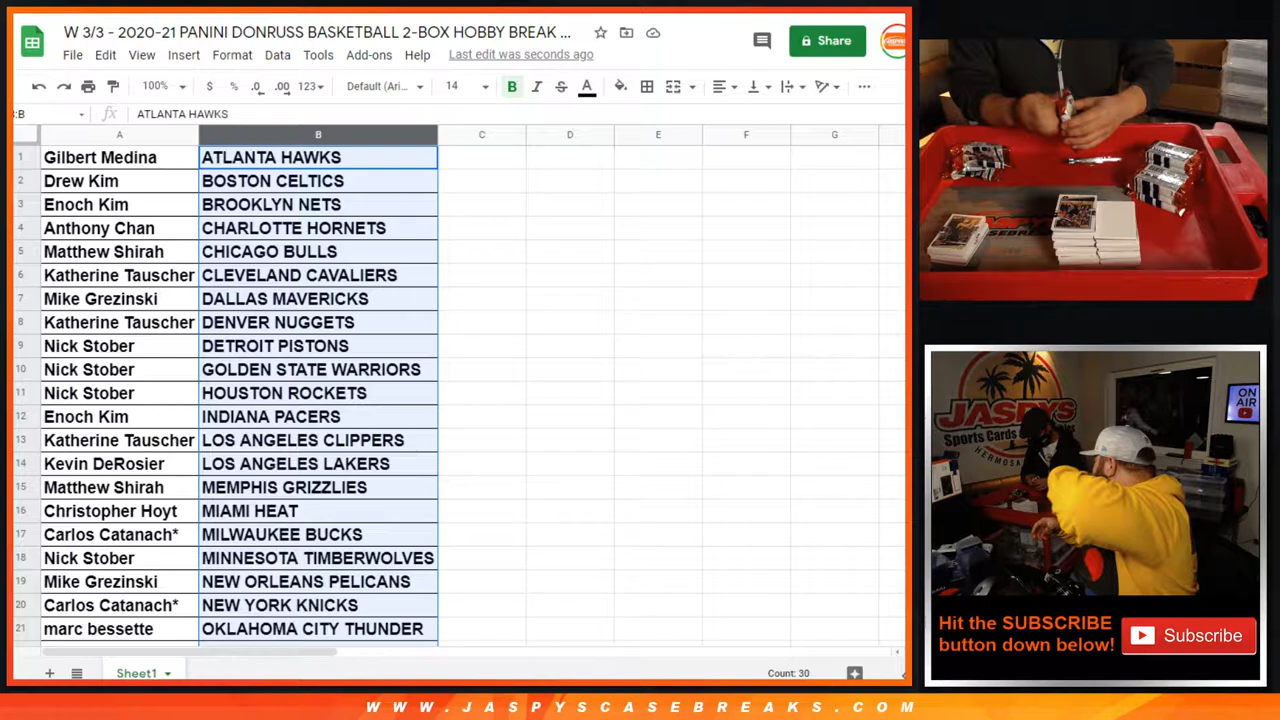 W 3/3 - 2020-21 PANINI DONRUSS BASKETBALL 2-BOX HOBBY BREAK ...
File Edit View Insert Format Data Tools Add-ons Help Last edit was seconds ago
Share
100% $ % .0 .00 123 Default (Ari... 14 B I S A
:B fx ATLANTA HAWKS
A B C D E F G
1 Gilbert Medina ATLANTA HAWKS
2 Drew Kim BOSTON CELTICS
3 Enoch Kim BROOKLYN NETS
4 Anthony Chan CHARLOTTE HORNETS
5 Matthew Shirah CHICAGO BULLS
6 Katherine Tauscher CLEVELAND CAVALIERS
7 Mike Grezinski DALLAS MAVERICKS
8 Katherine Tauscher DENVER NUGGETS
9 Nick Stober DETROIT PISTONS
10 Nick Stober GOLDEN STATE WARRIORS
11 Nick Stober HOUSTON ROCKETS
12 Enoch Kim INDIANA PACERS
13 Katherine Tauscher LOS ANGELES CLIPPERS
14 Kevin DeRosier LOS ANGELES LAKERS
15 Matthew Shirah MEMPHIS GRIZZLIES
16 Christopher Hoyt MIAMI HEAT
17 Carlos Catanach* MILWAUKEE BUCKS
18 Nick Stober MINNESOTA TIMBERWOLVES
19 Mike Grezinski NEW ORLEANS PELICANS
20 Carlos Catanach* NEW YORK KNICKS
21 marc bessette OKLAHOMA CITY THUNDER
Sheet1
Count: 30
JASPYS
Sports Cards
HERMOSA
ON
AIR
Hit the SUBSCRIBE
button down below!
Subscribe
WWW.JASPYSCASEBREAKS.COM